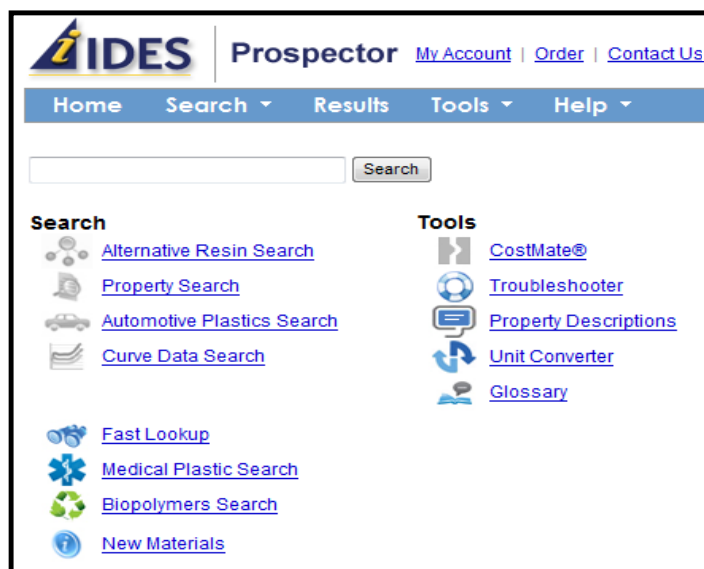 IDES Prospector My Account | Order | Contact Us
Home Search Results Tools Help
Search
Search
Alternative Resin Search
Property Search
Automotive Plastics Search
Curve Data Search
Fast Lookup
Medical Plastic Search
Biopolymers Search
New Materials
Tools
CostMate®
Troubleshooter
Property Descriptions
Unit Converter
Glossary